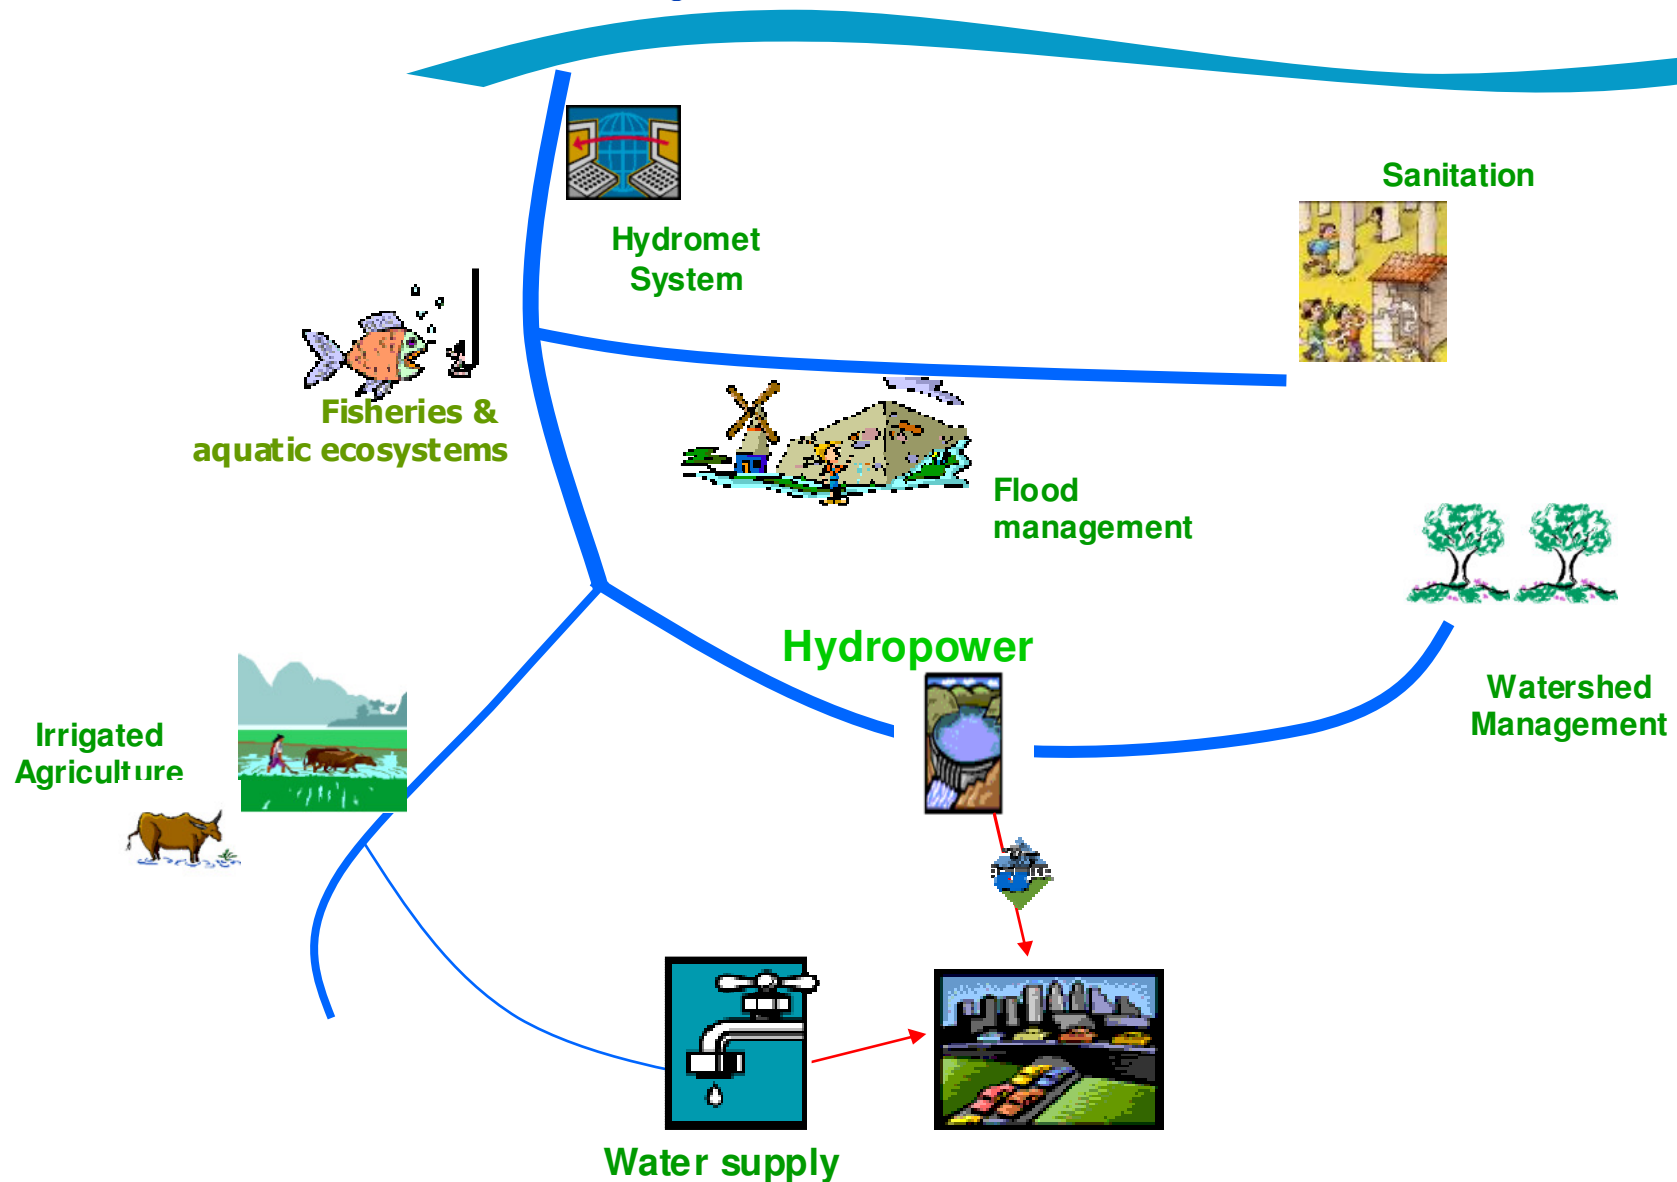 Sanitation
Hydromet
System
Fisheries &
aquatic ecosystems
Flood
management
Hydropower
Watershed
Management
Irrigated
Agriculture
Water supply